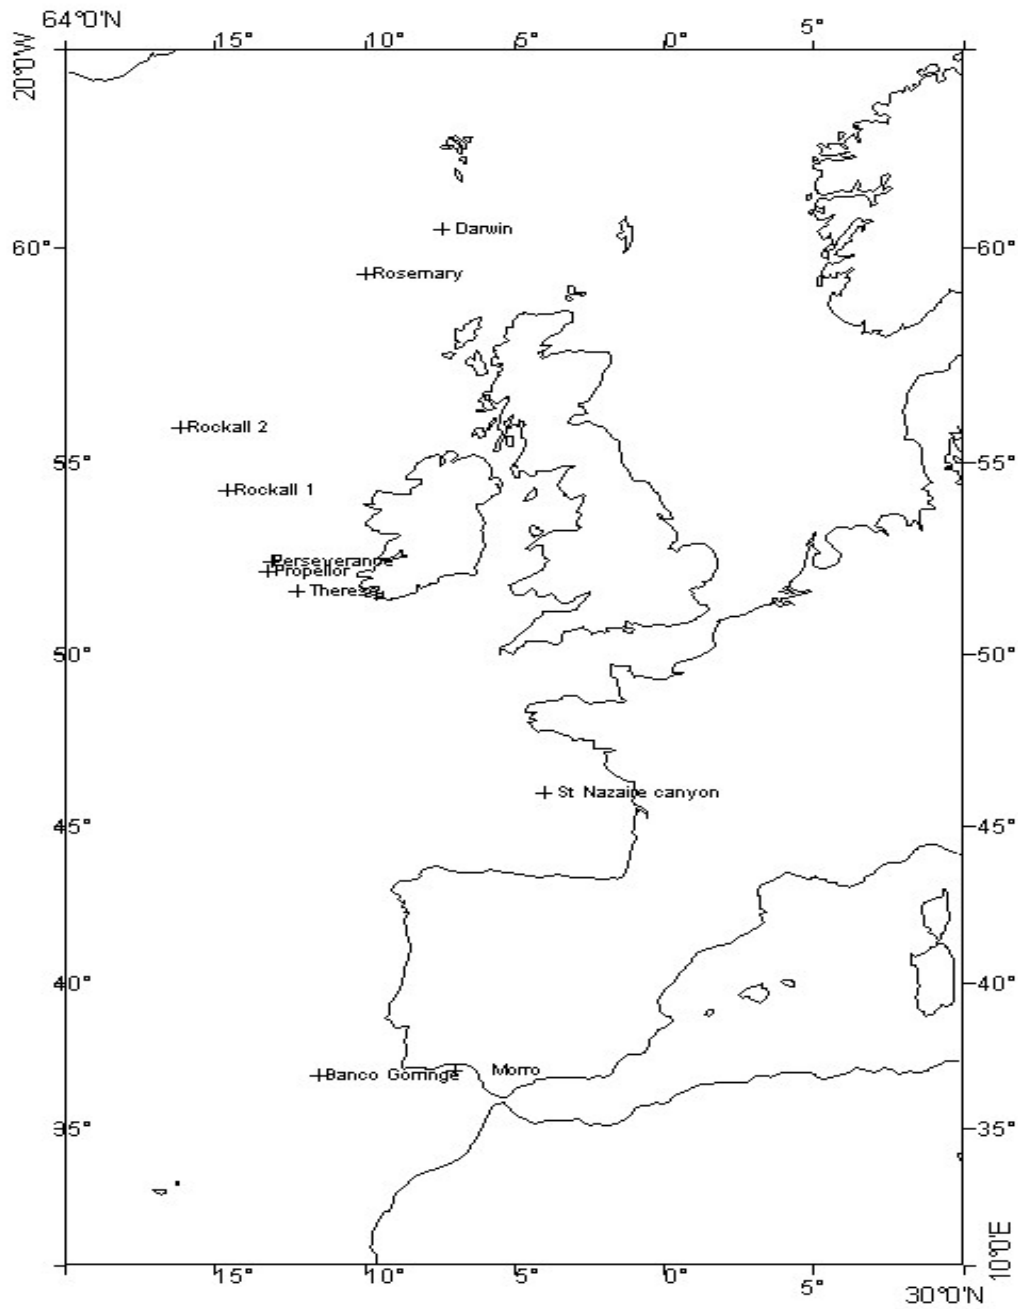 64°0'N
20°0'W
15° 10° 5° 0° 5°
Darwin
60° 60°
Rosemary
Rockall 2
55° 55°
Rockall 1
Perseverance
Propellor
Theresa
50° 50°
St Nazaire canyon
45° 45°
40° 40°
Morro
Banco Gorringe
35° 35°
10°0'E
15° 10° 5° 0° 5°
30°0'N